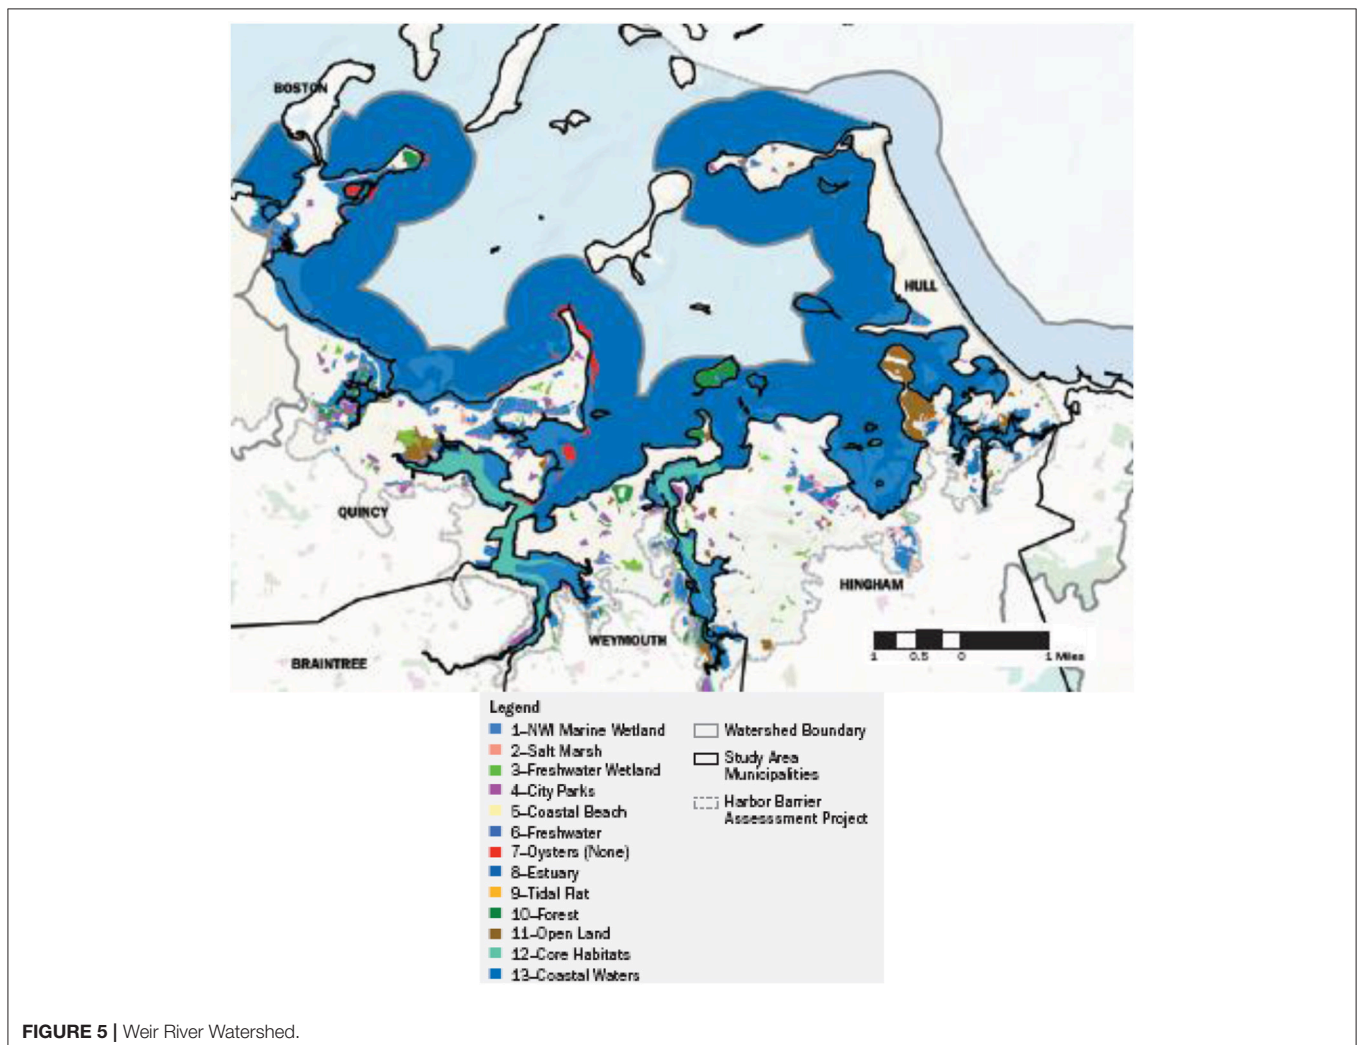 BOSTON
HULL
QUINCY
HINGHAM
WEYMOUTH
BRAINTREE
1 0.5 0 1 Miles
Legend
1–NWI Marine Wetland
2–Salt Marsh
3–Freshwater Wetland
4–City Parks
5–Coastal Beach
6–Freshwater
7–Oysters (None)
8–Estuary
9–Tidal Flat
10–Forest
11–Open Land
12–Core Habitats
13–Coastal Waters
Watershed Boundary
Study Area
Municipalities
Harbor Barrier
Assesssment Project
FIGURE 5 | Weir River Watershed.